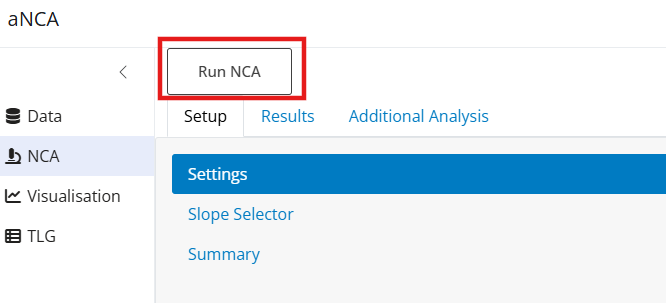 aNCA
Run NCA
Data
Setup
Results
Additional Analysis
NCA
Settings
Visualisation
Slope Selector
TLG
Summary